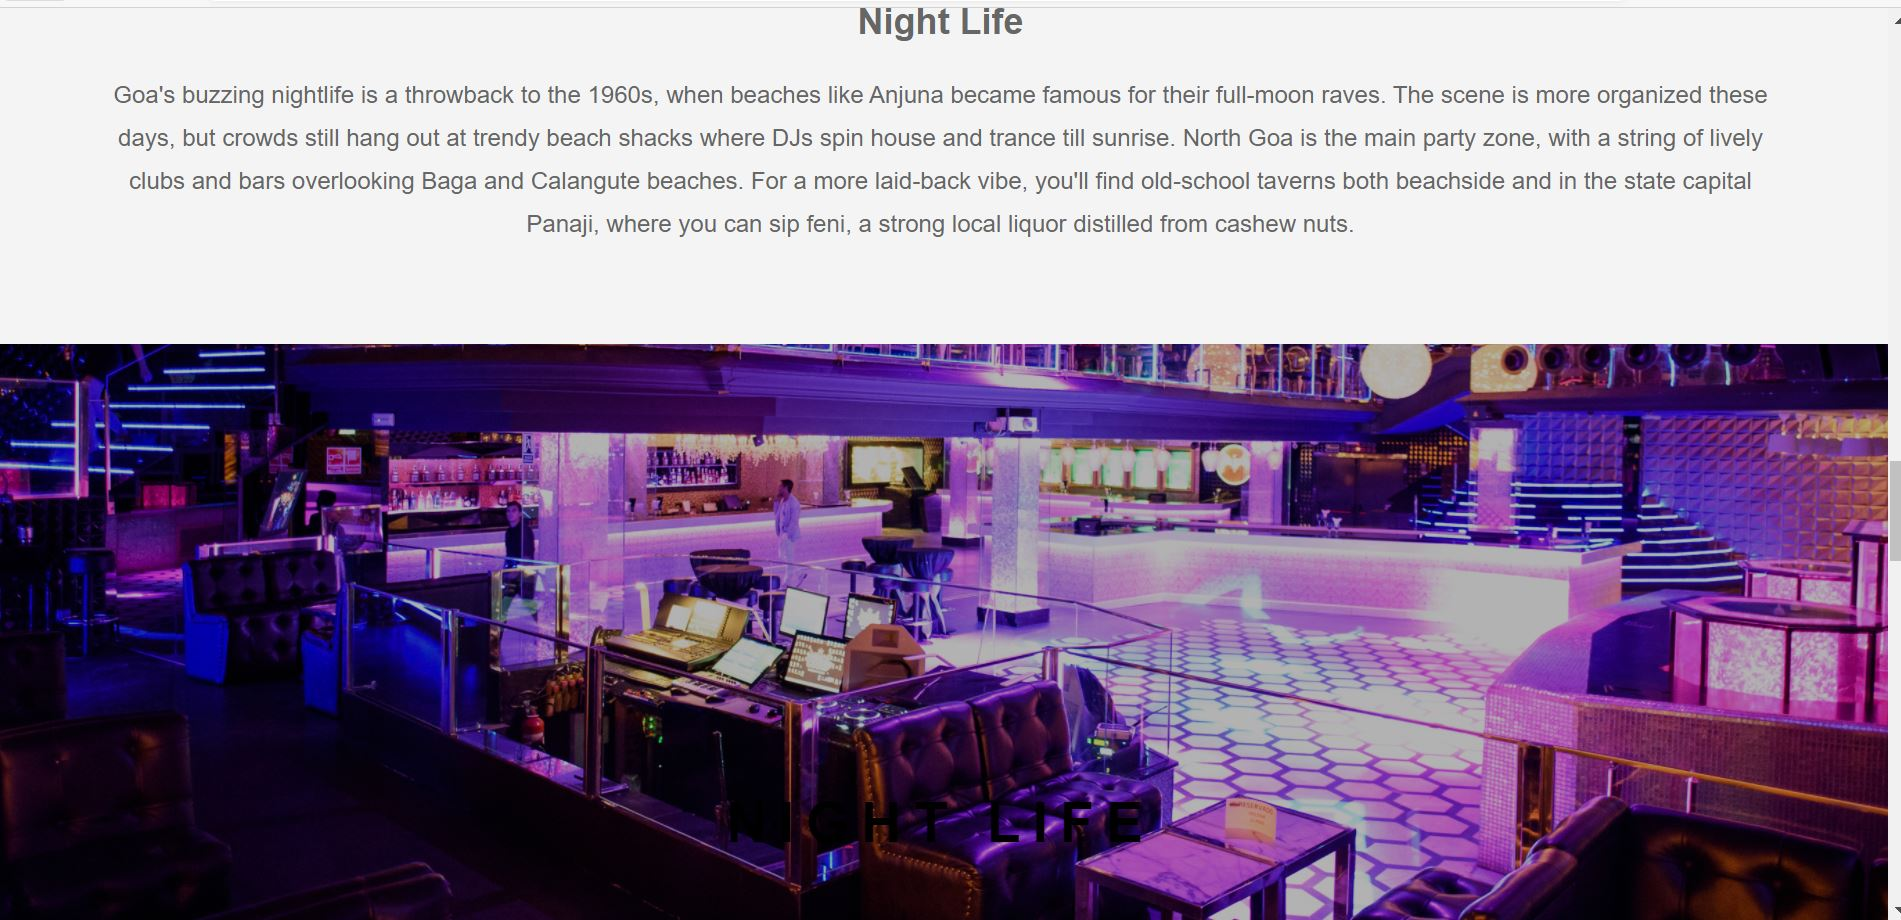 Night Life
Goa's buzzing nightlife is a throwback to the 1960s, when beaches like Anjuna became famous for their full-moon raves. The scene is more organized these
days, but crowds still hang out at trendy beach shacks where DJs spin house and trance till sunrise. North Goa is the main party zone, with a string of lively
clubs and bars overlooking Baga and Calangute beaches. For a more laid-back vibe, you'll find old-school taverns both beachside and in the state capital
Panaji, where you can sip feni, a strong local liquor distilled from cashew nuts.
NIGHT LIFE
RESERVADO